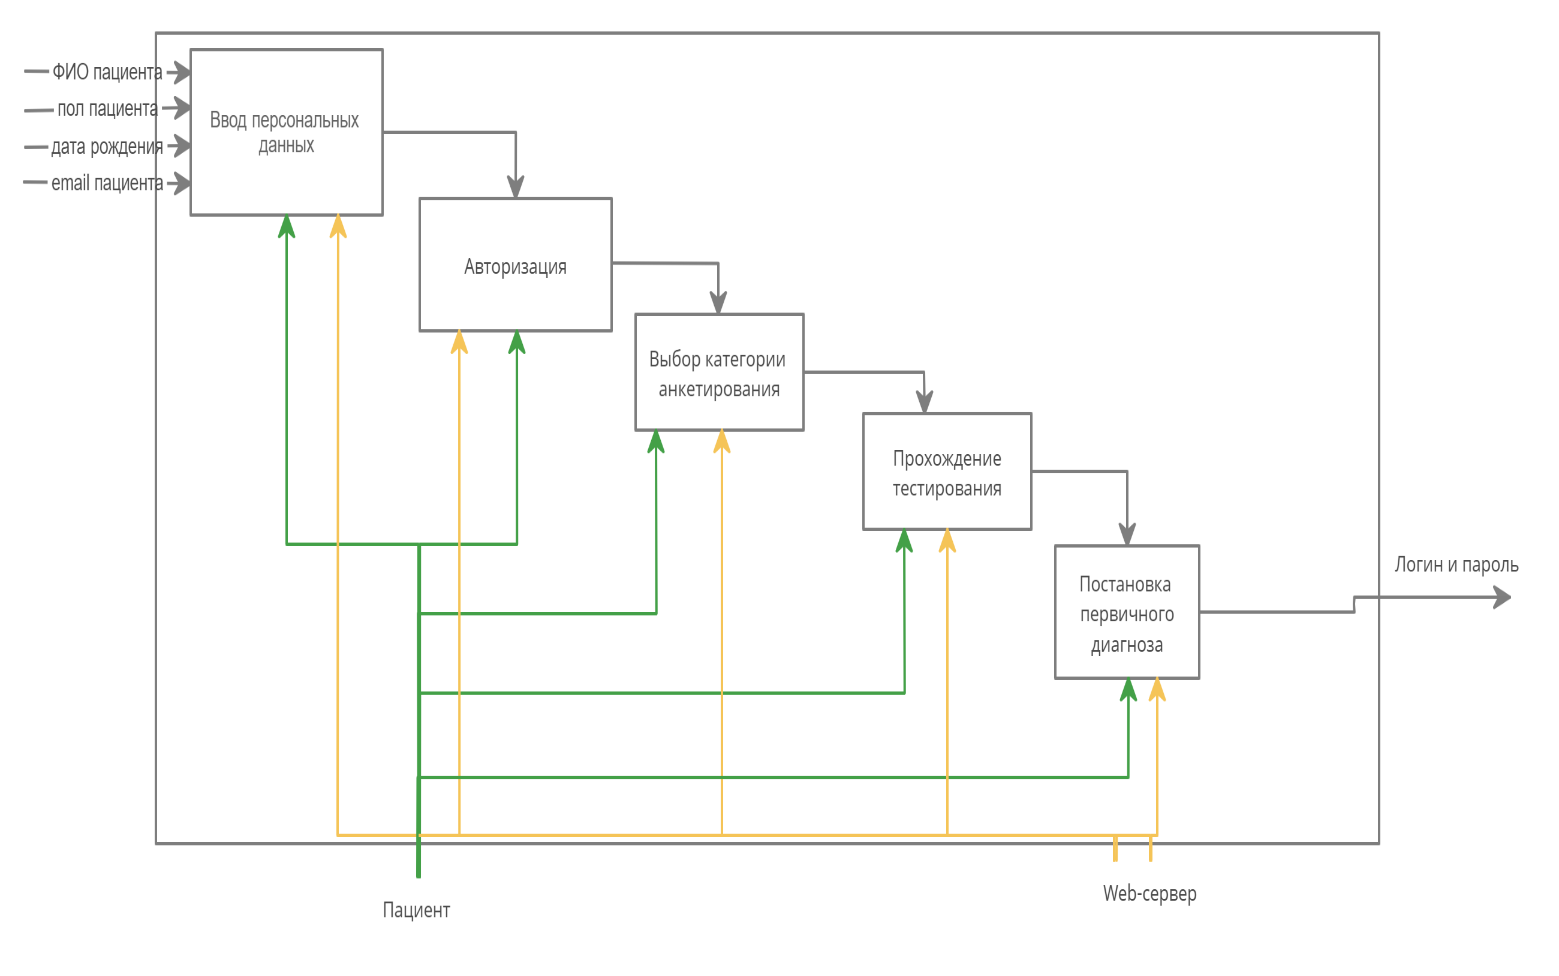 ФИО пациента
пол пациента
дата рождения
email пациента
Ввод персональных
данных
Авторизация
Выбор категории
анкетирования
Прохождение
тестирования
Постановка
первичного
диагноза
Логин и пароль
Пациент
Web-сервер